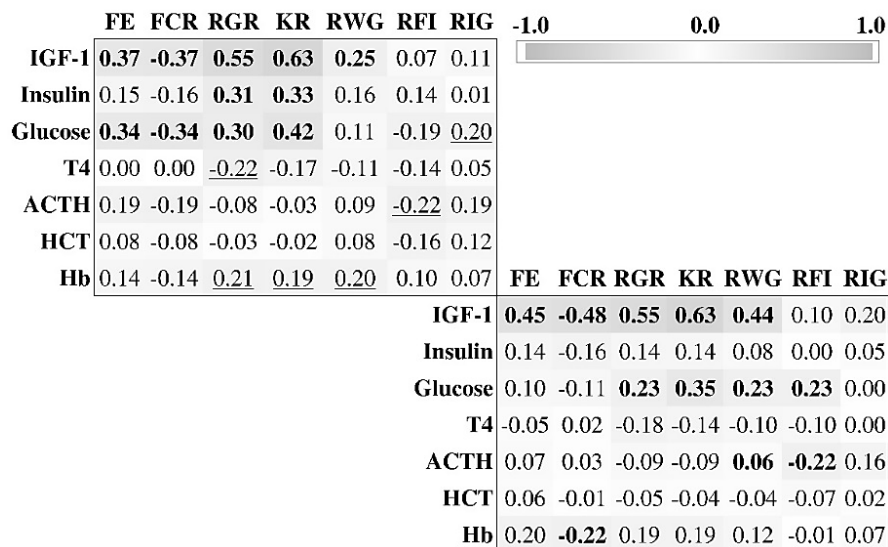 FE FCR RGR KR RWG RFI RIG
-1.0 0.0 1.0
IGF-1 0.37 -0.37 0.55 0.63 0.25 0.07 0.11
Insulin 0.15 -0.16 0.31 0.33 0.16 0.14 0.01
Glucose 0.34 -0.34 0.30 0.42 0.11 -0.19 0.20
T4 0.00 0.00 -0.22 -0.17 -0.11 -0.14 0.05
ACTH 0.19 -0.19 -0.08 -0.03 0.09 -0.22 0.19
HCT 0.08 -0.08 -0.03 -0.02 0.08 -0.16 0.12
Hb 0.14 -0.14 0.21 0.19 0.20 0.10 0.07
FE FCR RGR KR RWG RFI RIG
IGF-1 0.45 -0.48 0.55 0.63 0.44 0.10 0.20
Insulin 0.14 -0.16 0.14 0.14 0.08 0.00 0.05
Glucose 0.10 -0.11 0.23 0.35 0.23 0.23 0.00
T4 -0.05 0.02 -0.18 -0.14 -0.10 -0.10 0.00
ACTH 0.07 0.03 -0.09 -0.09 0.06 -0.22 0.16
HCT 0.06 -0.01 -0.05 -0.04 -0.04 -0.07 0.02
Hb 0.20 -0.22 0.19 0.19 0.12 -0.01 0.07